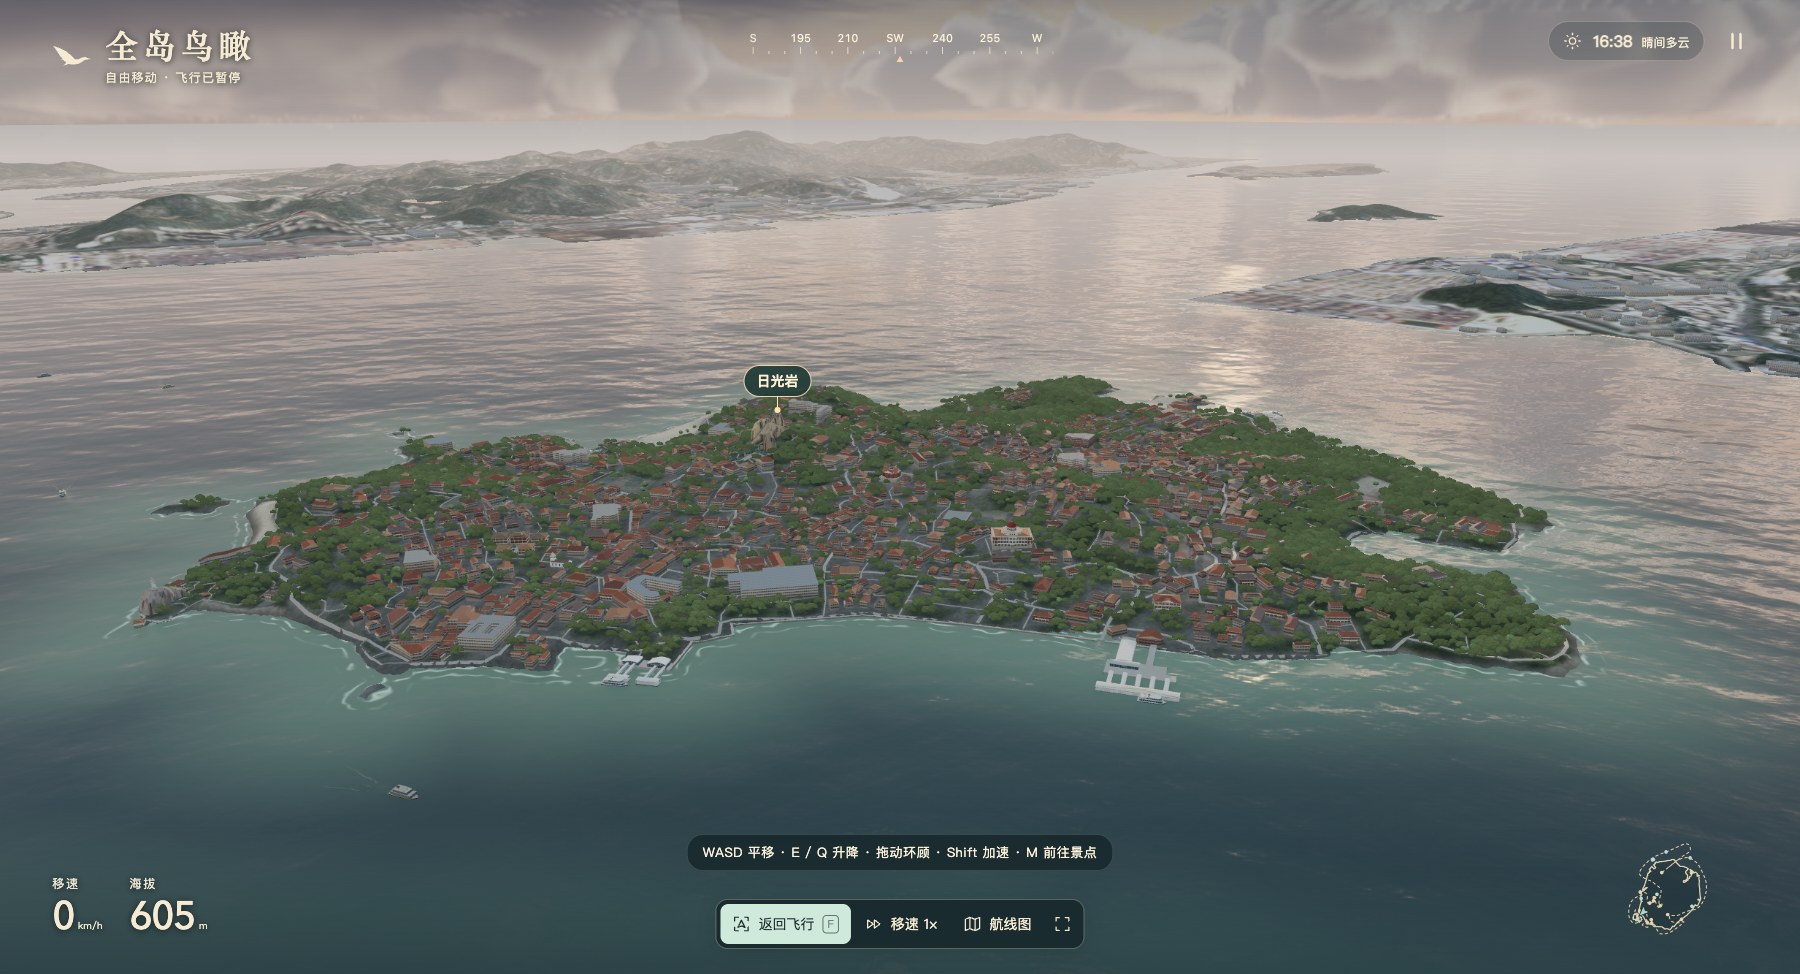 全岛鸟瞰
自由移动 · 飞行已暂停
S 195 210 SW 240 255 W
16:38 晴间多云
日光岩
WASD 平移 · E / Q 升降 · 拖动环顾 · Shift 加速 · M 前往景点
移速 海拔
0 km/h 605 m
返回飞行 F 移速 1x 航线图